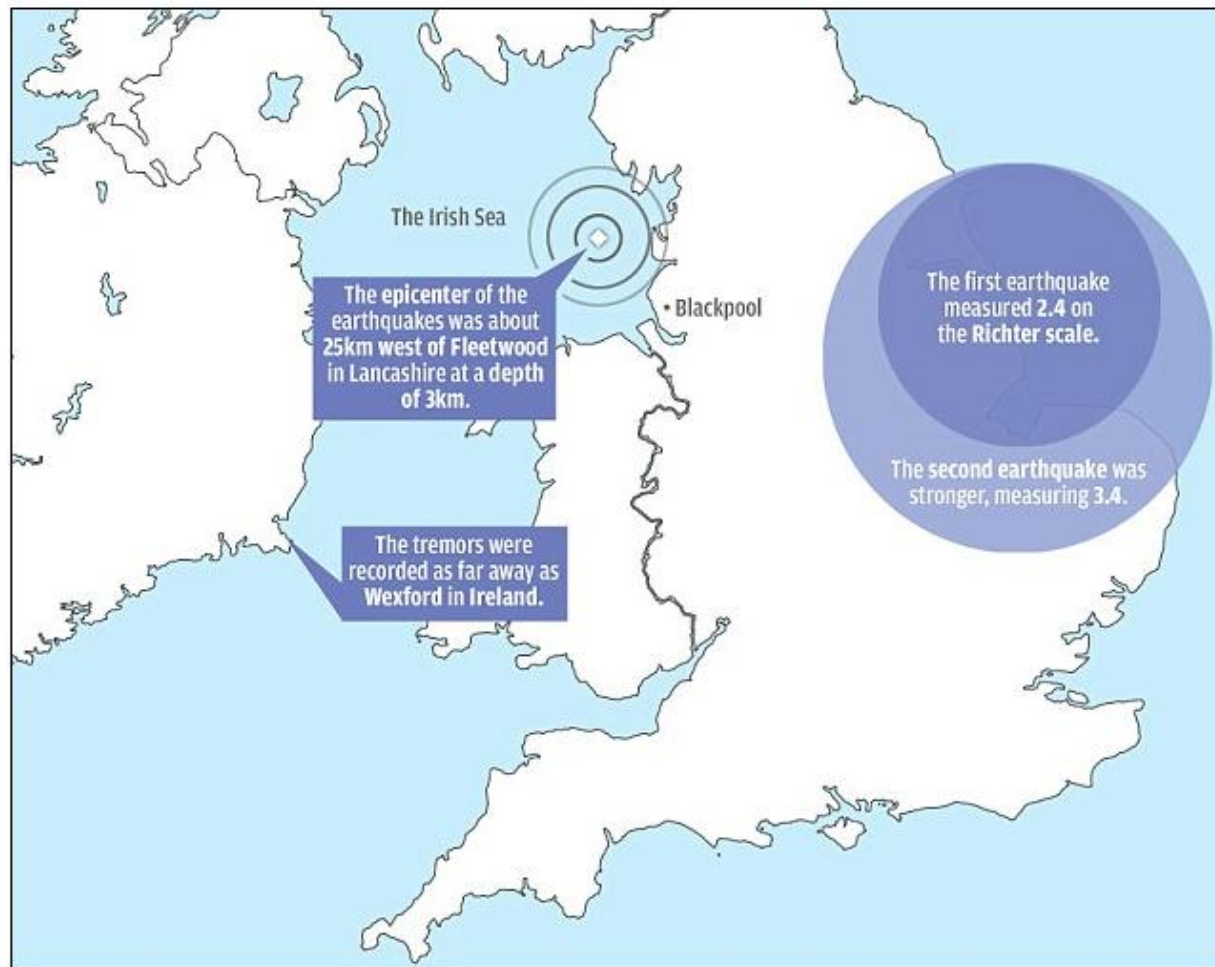 The Irish Sea
The epicenter of the
earthquakes was about
25km west of Fleetwood
in Lancashire at a depth
of 3km.
Blackpool
The first earthquake
measured 2.4 on
the Richter scale.
The second earthquake was
stronger, measuring 3.4.
The tremors were
recorded as far away as
Wexford in Ireland.